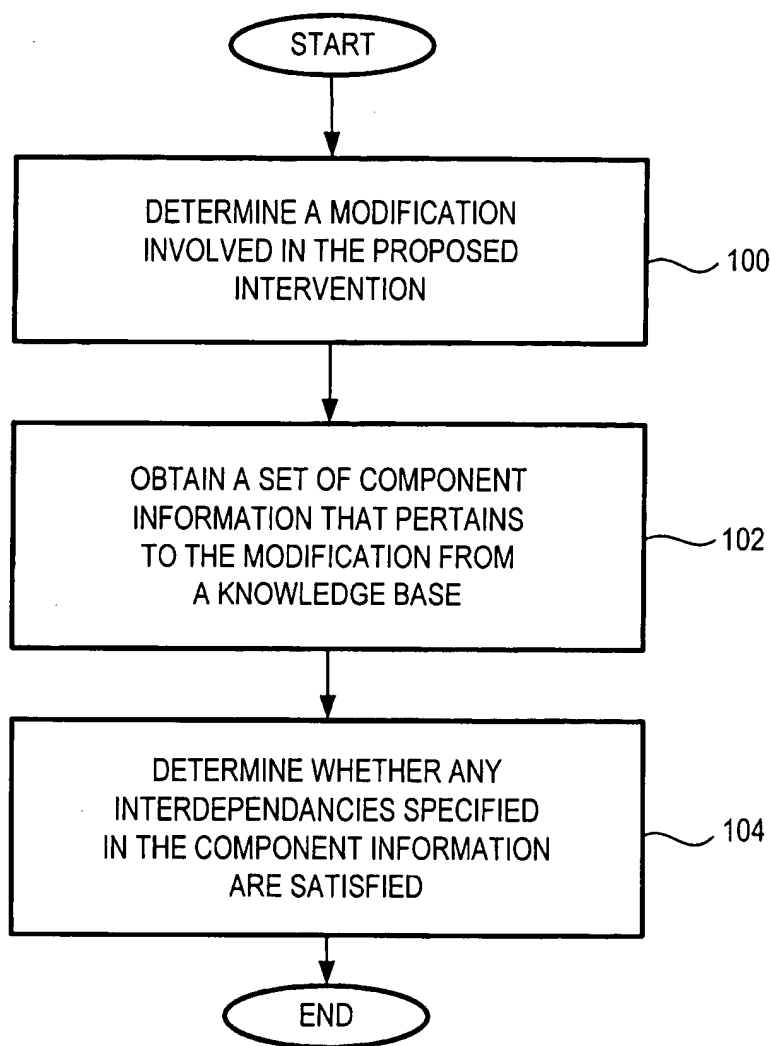 START
DETERMINE A MODIFICATION
INVOLVED IN THE PROPOSED
INTERVENTION
100
OBTAIN A SET OF COMPONENT
INFORMATION THAT PERTAINS
TO THE MODIFICATION FROM
A KNOWLEDGE BASE
102
DETERMINE WHETHER ANY
INTERDEPENDANCIES SPECIFIED
IN THE COMPONENT INFORMATION
ARE SATISFIED
104
END